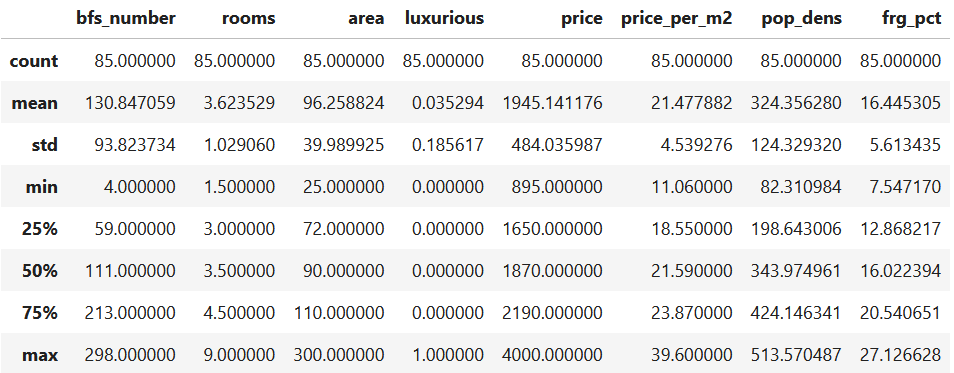 bfs_number rooms area luxurious price price_per_m2 pop_dens frg_pct
count 85.000000 85.000000 85.000000 85.000000 85.000000 85.000000 85.000000 85.000000
mean 130.847059 3.623529 96.258824 0.035294 1945.141176 21.477882 324.356280 16.445305
std 93.823734 1.029060 39.989925 0.185617 484.035987 4.539276 124.329320 5.613435
min 4.000000 1.500000 25.000000 0.000000 895.000000 11.060000 82.310984 7.547170
25% 59.000000 3.000000 72.000000 0.000000 1650.000000 18.550000 198.643006 12.868217
50% 111.000000 3.500000 90.000000 0.000000 1870.000000 21.590000 343.974961 16.022394
75% 213.000000 4.500000 110.000000 0.000000 2190.000000 23.870000 424.146341 20.540651
max 298.000000 9.000000 300.000000 1.000000 4000.000000 39.600000 513.570487 27.126628